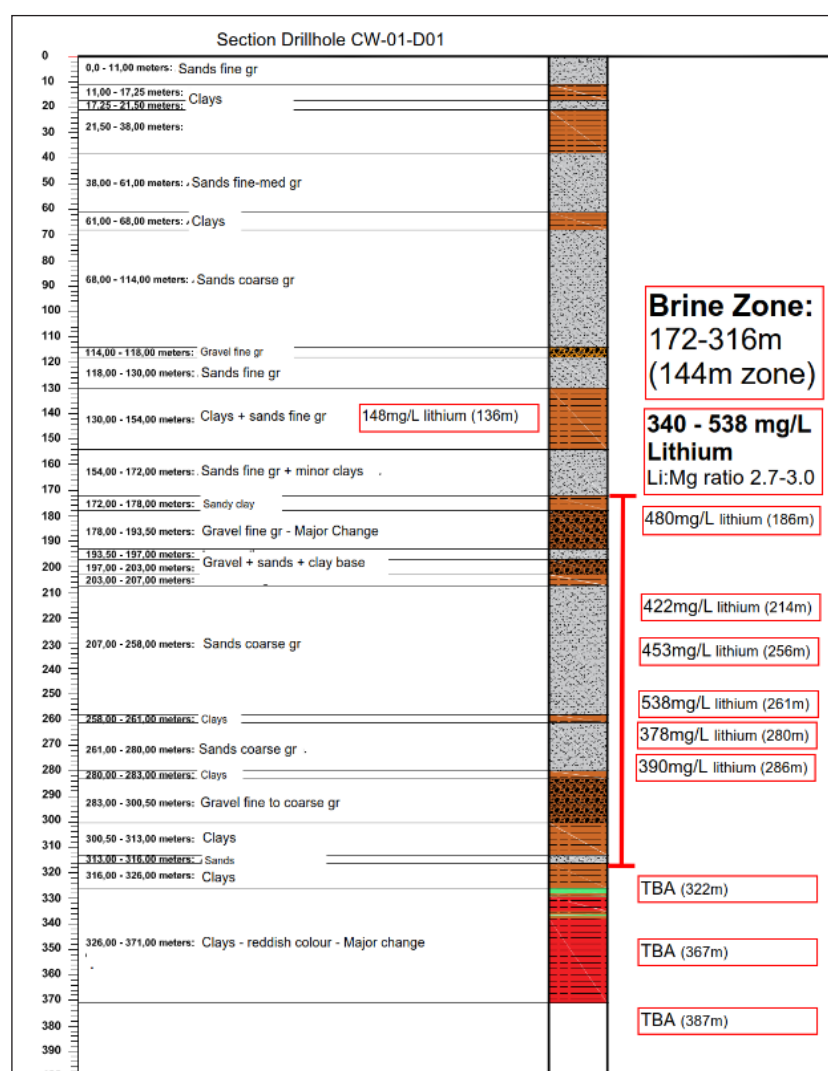 Section Drillhole CW-01-D01
0
0,0 - 11,00 meters: Sands fine gr
10
11,00 - 17,25 meters:
Clays
20
17,25 - 21,50 meters:
30
21,50 - 38,00 meters:
40
50
38,00 - 61,00 meters: Sands fine-med gr
60
61,00 - 68,00 meters: Clays
70
80
68,00 - 114,00 meters: Sands coarse gr
90
100
110
114,00 - 118,00 meters: Gravel fine gr
120
118,00 - 130,00 meters: Sands fine gr
130
140
130,00 - 154,00 meters: Clays + sands fine gr
148mg/L lithium (136m)
150
160
154,00 - 172,00 meters: Sands fine gr + minor clays
170
172,00 - 178,00 meters: Sandy clay
180
178,00 - 193,50 meters: Gravel fine gr - Major Change
190
193,50 - 197,00 meters:
Gravel + sands + clay base
200
197,00 - 203,00 meters:
203,00 - 207,00 meters:
210
220
230
207,00 - 258,00 meters: Sands coarse gr
240
250
260
258,00 - 261,00 meters: Clays
270
261,00 - 280,00 meters: Sands coarse gr .
280
280,00 - 283,00 meters: Clays
290
283,00 - 300,50 meters: Gravel fine to coarse gr
300
300,50 - 313,00 meters: Clays
310
313,00 - 316,00 meters: Sands
320
316,00 - 326,00 meters: Clays
330
340
350
326,00 - 371,00 meters: Clays - reddish colour - Major change
360
370
380
390
Brine Zone:
172-316m
(144m zone)
340 - 538 mg/L
Lithium
Li:Mg ratio 2.7-3.0
480mg/L lithium (186m)
422mg/L lithium (214m)
453mg/L lithium (256m)
538mg/L lithium (261m)
378mg/L lithium (280m)
390mg/L lithium (286m)
TBA (322m)
TBA (367m)
TBA (387m)